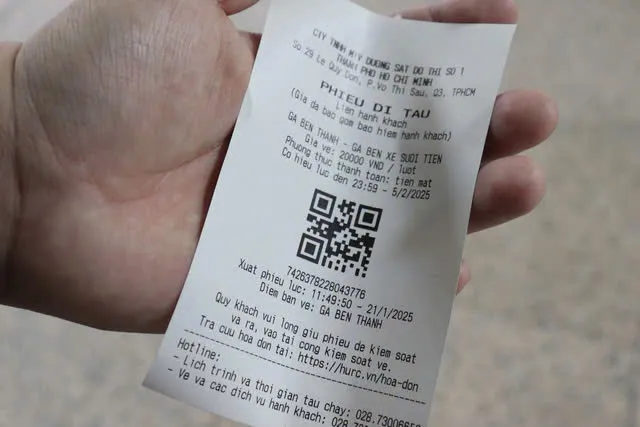 CTY TNHH MTV DUONG SAT DO THI SO 1
THANH PHO HO CHI MINH
So 29 Le Quy Don, P.Vo Thi Sau, Q3, TPHCM
PHIEU DI TAU
Lien hanh khach
(Gia da bao gom bao hiem hanh khach)
GA BEN THANH - GA BEN XE SUOI TIEN
Gia ve: 20000 VND / luot
Phuong thuc thanh toan: tien mat
Co hieu luc den 23:59 - 5/2/2025
7426378228043776
Xuat phieu luc: 11:49:50 - 21/1/2025
Diem ban ve: GA BEN THANH
Quy khach vui long giu phieu de kiem soat
va ra, vao tai cong kiem soat ve.
Tra cuu hoa don tai: https://hurc.vn/hoa-don
Hotline:
- Lich trinh va thoi gian tau chay: 028.7300665
- Ve va cac dich vu hanh khach: 028.730